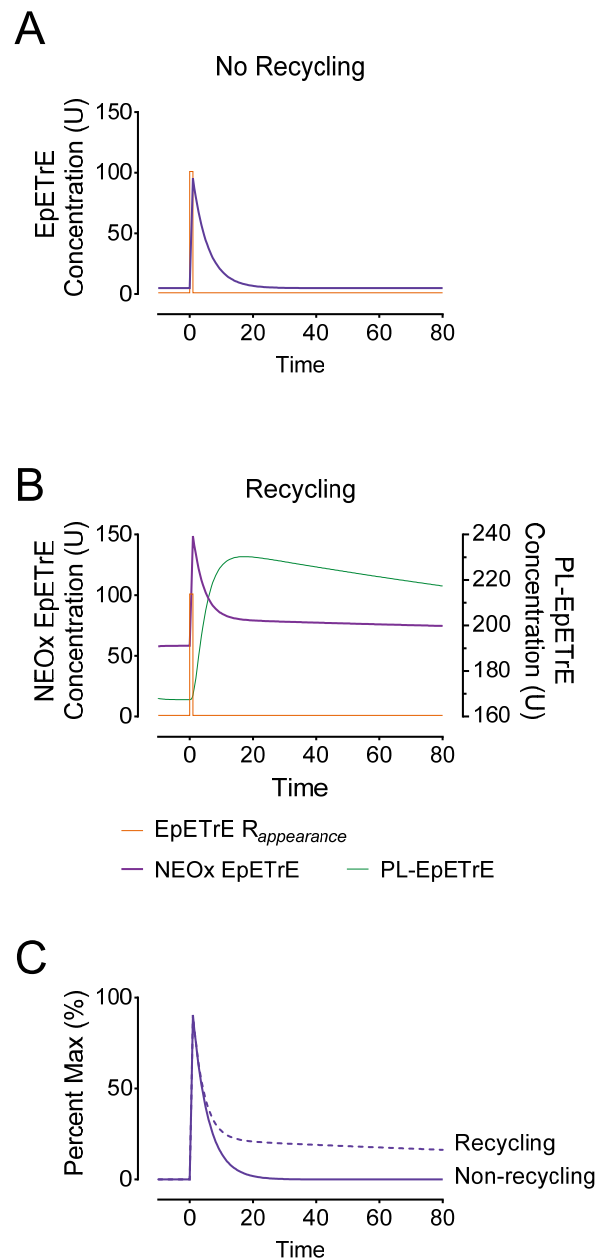 A
No Recycling
EpETrE
Concentration (U)
150
100
50
0
0 20 40 60 80
Time
B
Recycling
NEOx EpETrE
Concentration (U)
150
100
50
0
240
220
200
180
160
PL-EpETrE
Concentration (U)
0 20 40 60 80
Time
EpETrE Rappearance
NEOx EpETrE PL-EpETrE
C
Percent Max (%)
100
50
0
Recycling
Non-recycling
0 20 40 60 80
Time